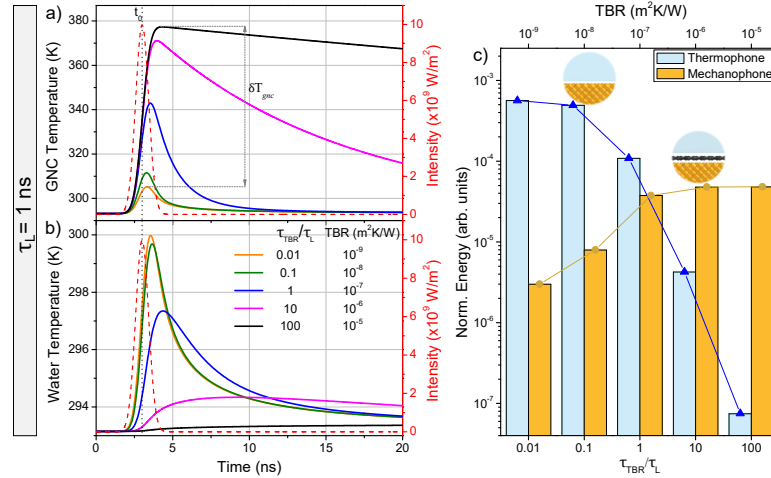 τL = 1 ns
a)
tα
380
370
360
350
340
330
320
310
300
GNC Temperature (K)
δTgnc
10
8
6
4
2
0
Intensity (x10⁹ W/m²)
b)
300
298
296
294
Water Temperature (K)
τTBR/τL TBR (m²K/W)
0.01 10⁻⁹
0.1 10⁻⁸
1 10⁻⁷
10 10⁻⁶
100 10⁻⁵
10
8
6
4
2
0
Intensity (x10⁹ W/m²)
0 5 10 15 20
Time (ns)
TBR (m²K/W)
10⁻⁹ 10⁻⁸ 10⁻⁷ 10⁻⁶ 10⁻⁵
c)
Thermophone
Mechanophone
10⁻³
10⁻⁴
10⁻⁵
10⁻⁶
10⁻⁷
Norm. Energy (arb. units)
0.01 0.1 1 10 100
τTBR/τL